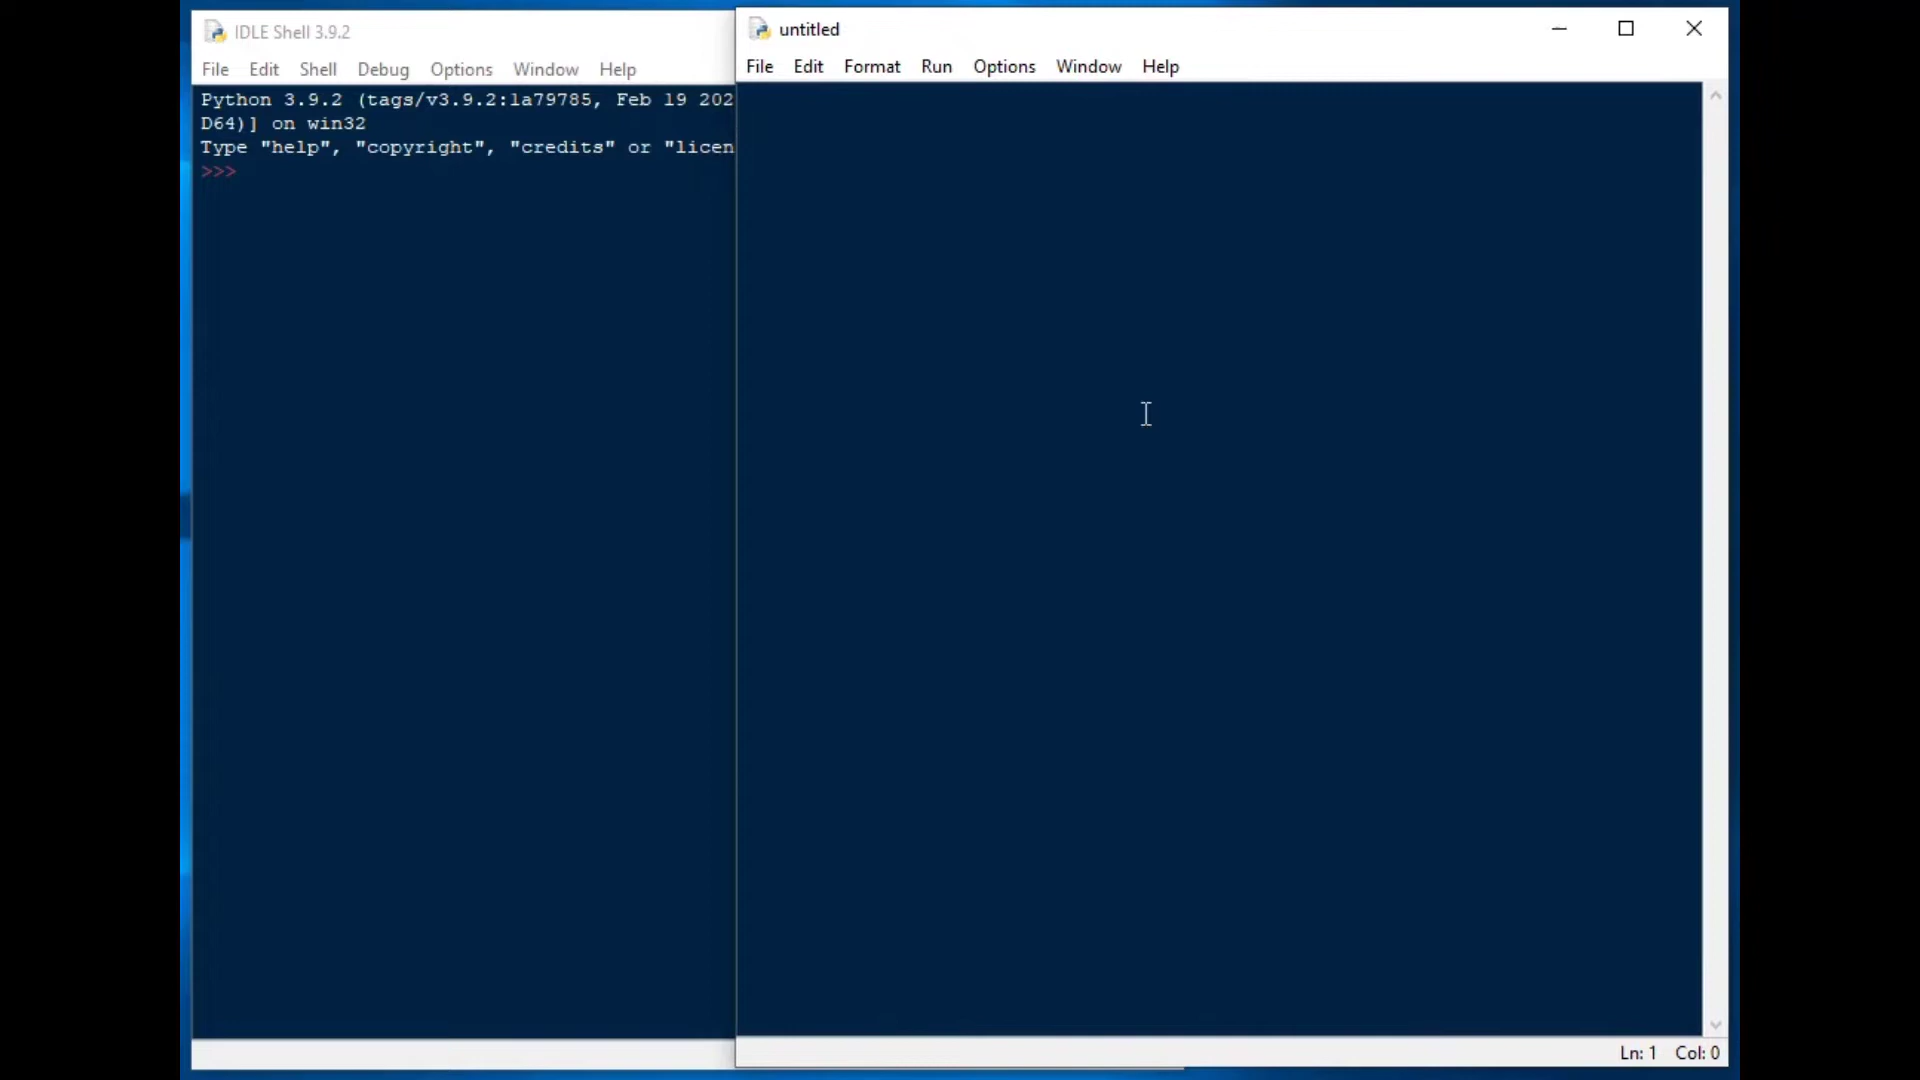 IDLE Shell 3.9.2
File Edit Shell Debug Options Window Help
Python 3.9.2 (tags/v3.9.2:1a79785, Feb 19 202
D64)] on win32
Type "help", "copyright", "credits" or "licen
>>>
untitled
File Edit Format Run Options Window Help
Ln: 1 Col: 0